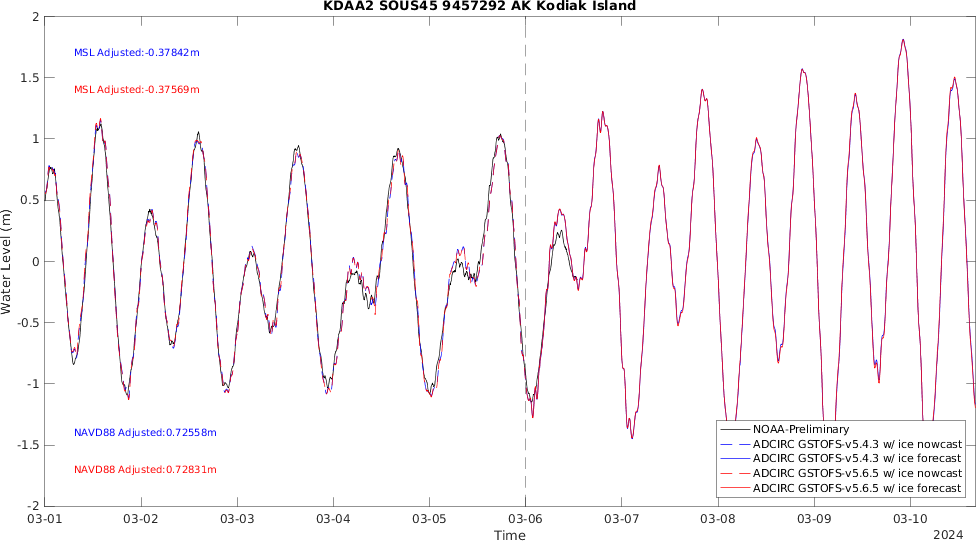 KDAA2 SOUS45 9457292 AK Kodiak Island
2
MSL Adjusted:-0.37842m
1.5
MSL Adjusted:-0.37569m
1
0.5
0
Water Level (m)
-0.5
-1
NAVD88 Adjusted:0.72558m
-1.5
NAVD88 Adjusted:0.72831m
-2
NOAA-Preliminary
ADCIRC GSTOFS-v5.4.3 w/ ice nowcast
ADCIRC GSTOFS-v5.4.3 w/ ice forecast
ADCIRC GSTOFS-v5.6.5 w/ ice nowcast
ADCIRC GSTOFS-v5.6.5 w/ ice forecast
03-01 03-02 03-03 03-04 03-05 03-06 03-07 03-08 03-09 03-10
Time
2024